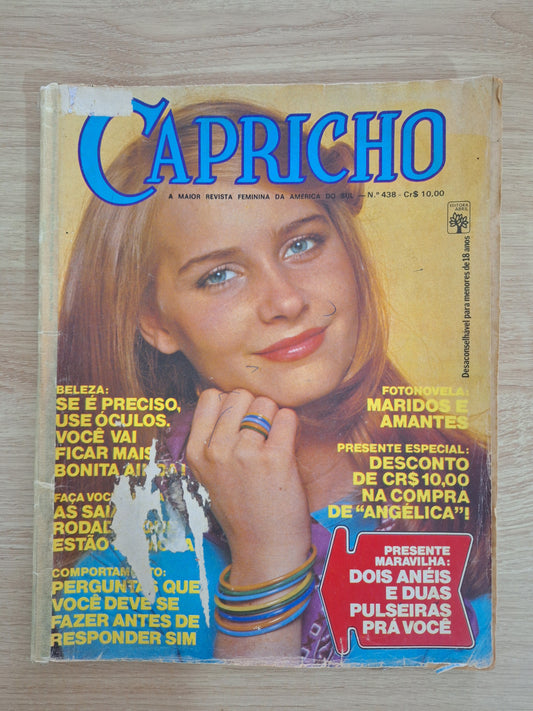 CAPRICHO
A MAIOR REVISTA FEMININA DA AMÉRICA DO SUL — N.º 438 - Cr$ 10,00
EDITORA
ABRIL
Desaconselhável para menores de 18 anos
BELEZA:
SE É PRECISO,
USE ÓCULOS.
VOCÊ VAI
FICAR MAIS
BONITA AINDA!
FAÇA VOCÊ
AS SAI
RODAD
ESTÃO
COMPORTAMENTO:
PERGUNTAS QUE
VOCÊ DEVE SE
FAZER ANTES DE
RESPONDER SIM
FOTONOVELA:
MARIDOS E
AMANTES
PRESENTE ESPECIAL:
DESCONTO
DE CR$ 10,00
NA COMPRA
DE "ANGÉLICA"!
PRESENTE
MARAVILHA:
DOIS ANÉIS
E DUAS
PULSEIRAS
PRÁ VOCÊ